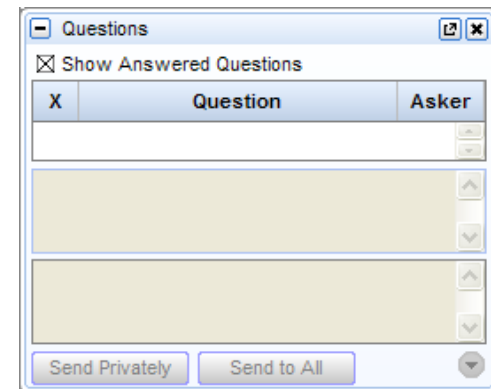 Questions
Show Answered Questions
X Question Asker
Send Privately Send to All